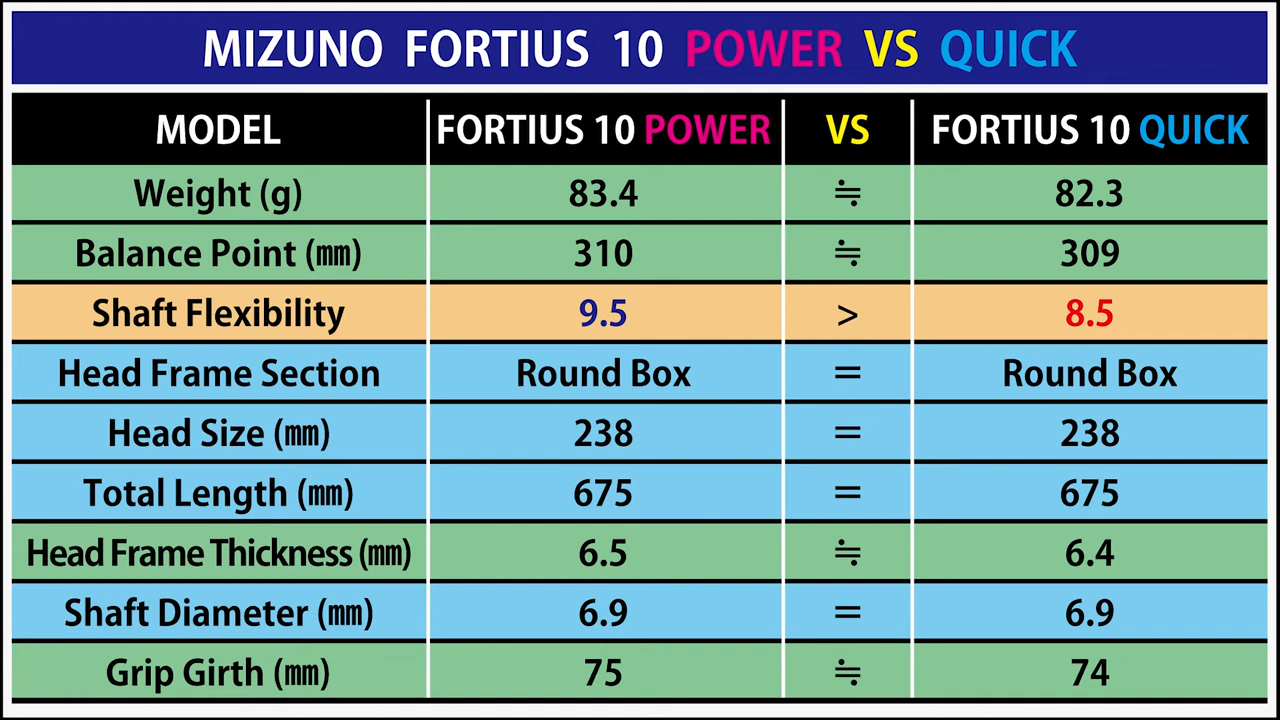 MIZUNO FORTIUS 10 POWER VS QUICK
MODEL FORTIUS 10 POWER VS FORTIUS 10 QUICK
Weight (g) 83.4 ≒ 82.3
Balance Point (㎜) 310 ≒ 309
Shaft Flexibility 9.5 > 8.5
Head Frame Section Round Box = Round Box
Head Size (㎜) 238 = 238
Total Length (㎜) 675 = 675
Head Frame Thickness (㎜) 6.5 ≒ 6.4
Shaft Diameter (㎜) 6.9 = 6.9
Grip Girth (㎜) 75 ≒ 74